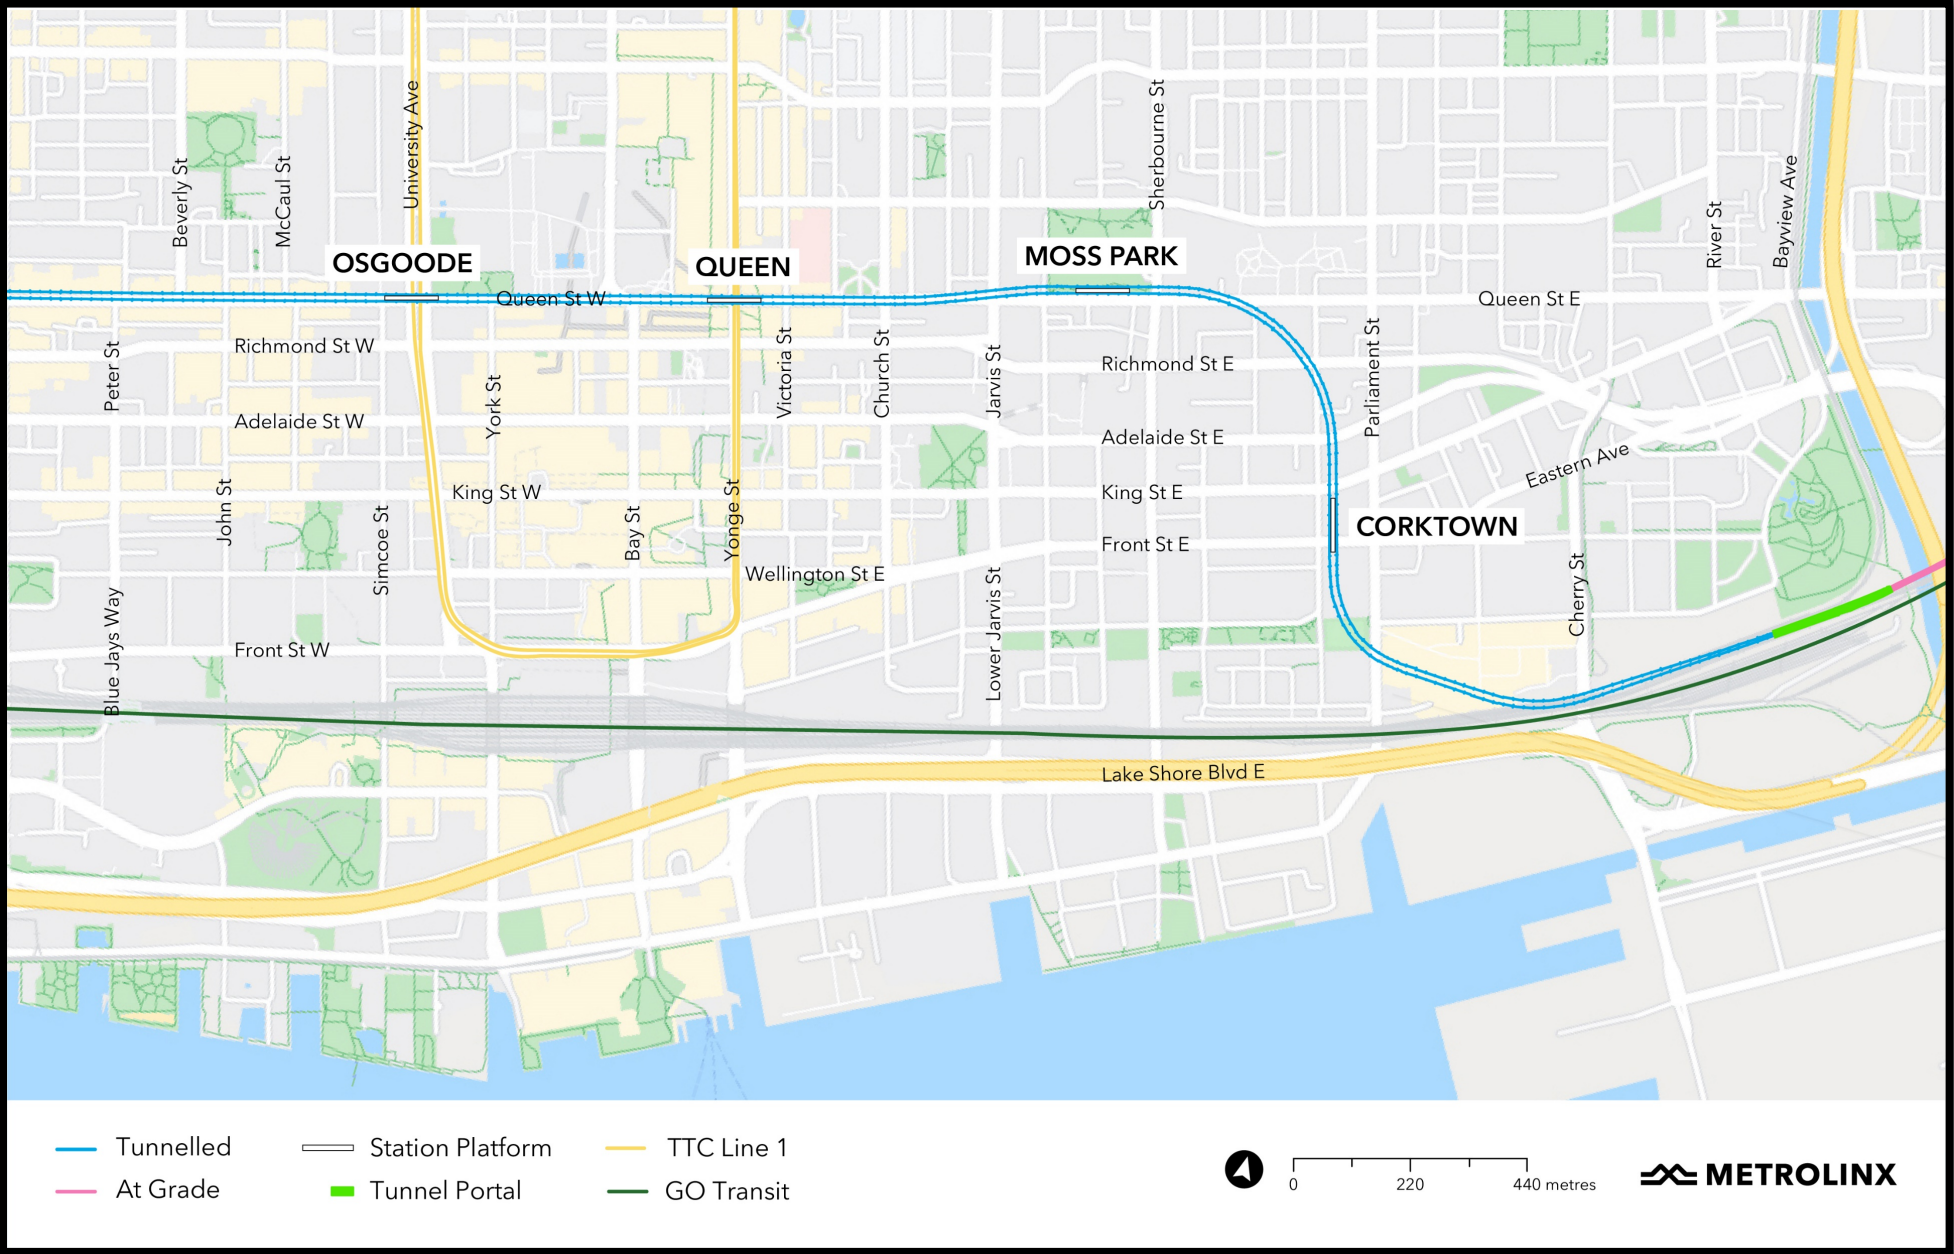 Sherbourne St
University Ave
Beverly St
McCaul St
River St
Bayview Ave
OSGOODE
QUEEN
MOSS PARK
Queen St W
Queen St E
Peter St
Richmond St W
York St
Victoria St
Church St
Jarvis St
Richmond St E
Parliament St
Adelaide St W
Adelaide St E
Eastern Ave
John St
Simcoe St
King St W
Bay St
Yonge St
King St E
CORKTOWN
Front St E
Wellington St E
Cherry St
Blue Jays Way
Front St W
Lower Jarvis St
Lake Shore Blvd E
Tunnelled
Station Platform
TTC Line 1
At Grade
Tunnel Portal
GO Transit
0
220
440 metres
METROLINX